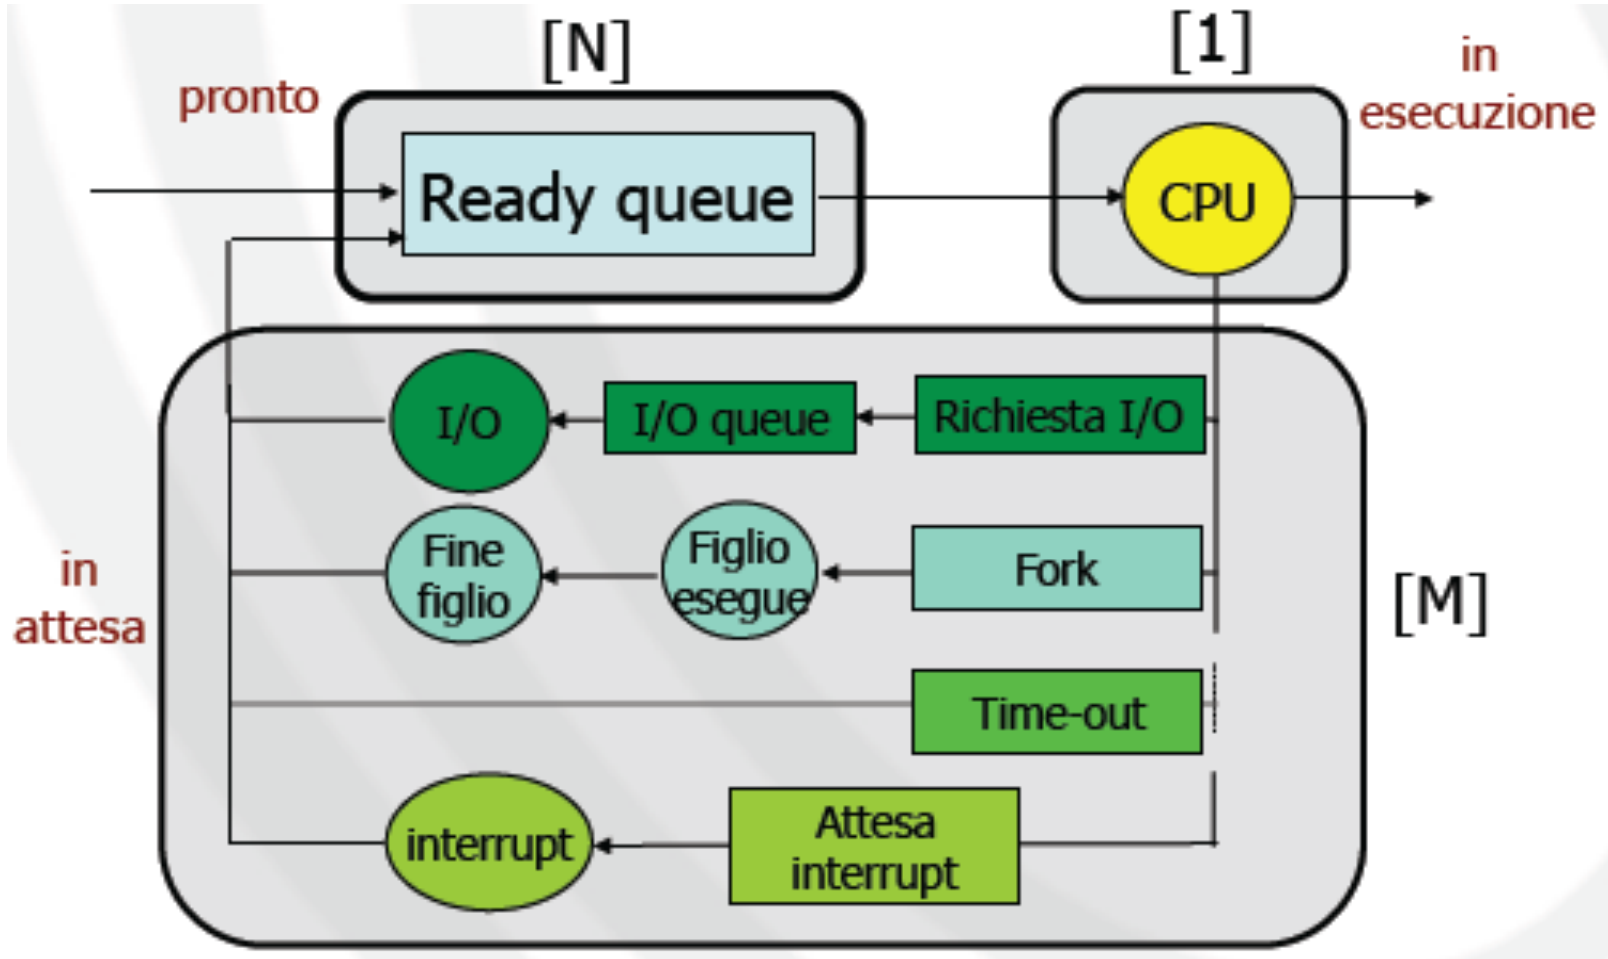 [N]
[1]
in
esecuzione
pronto
Ready queue
CPU
I/O
I/O queue
Richiesta I/O
Fine
figlio
Figlio
esegue
Fork
in
attesa
[M]
Time-out
interrupt
Attesa
interrupt